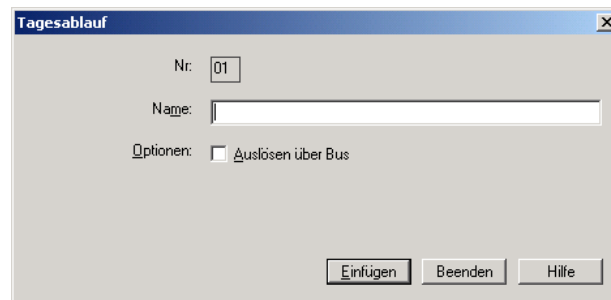 Tagesablauf
Nr: 01
Name:
Optionen: Auslösen über Bus
Einfügen Beenden Hilfe